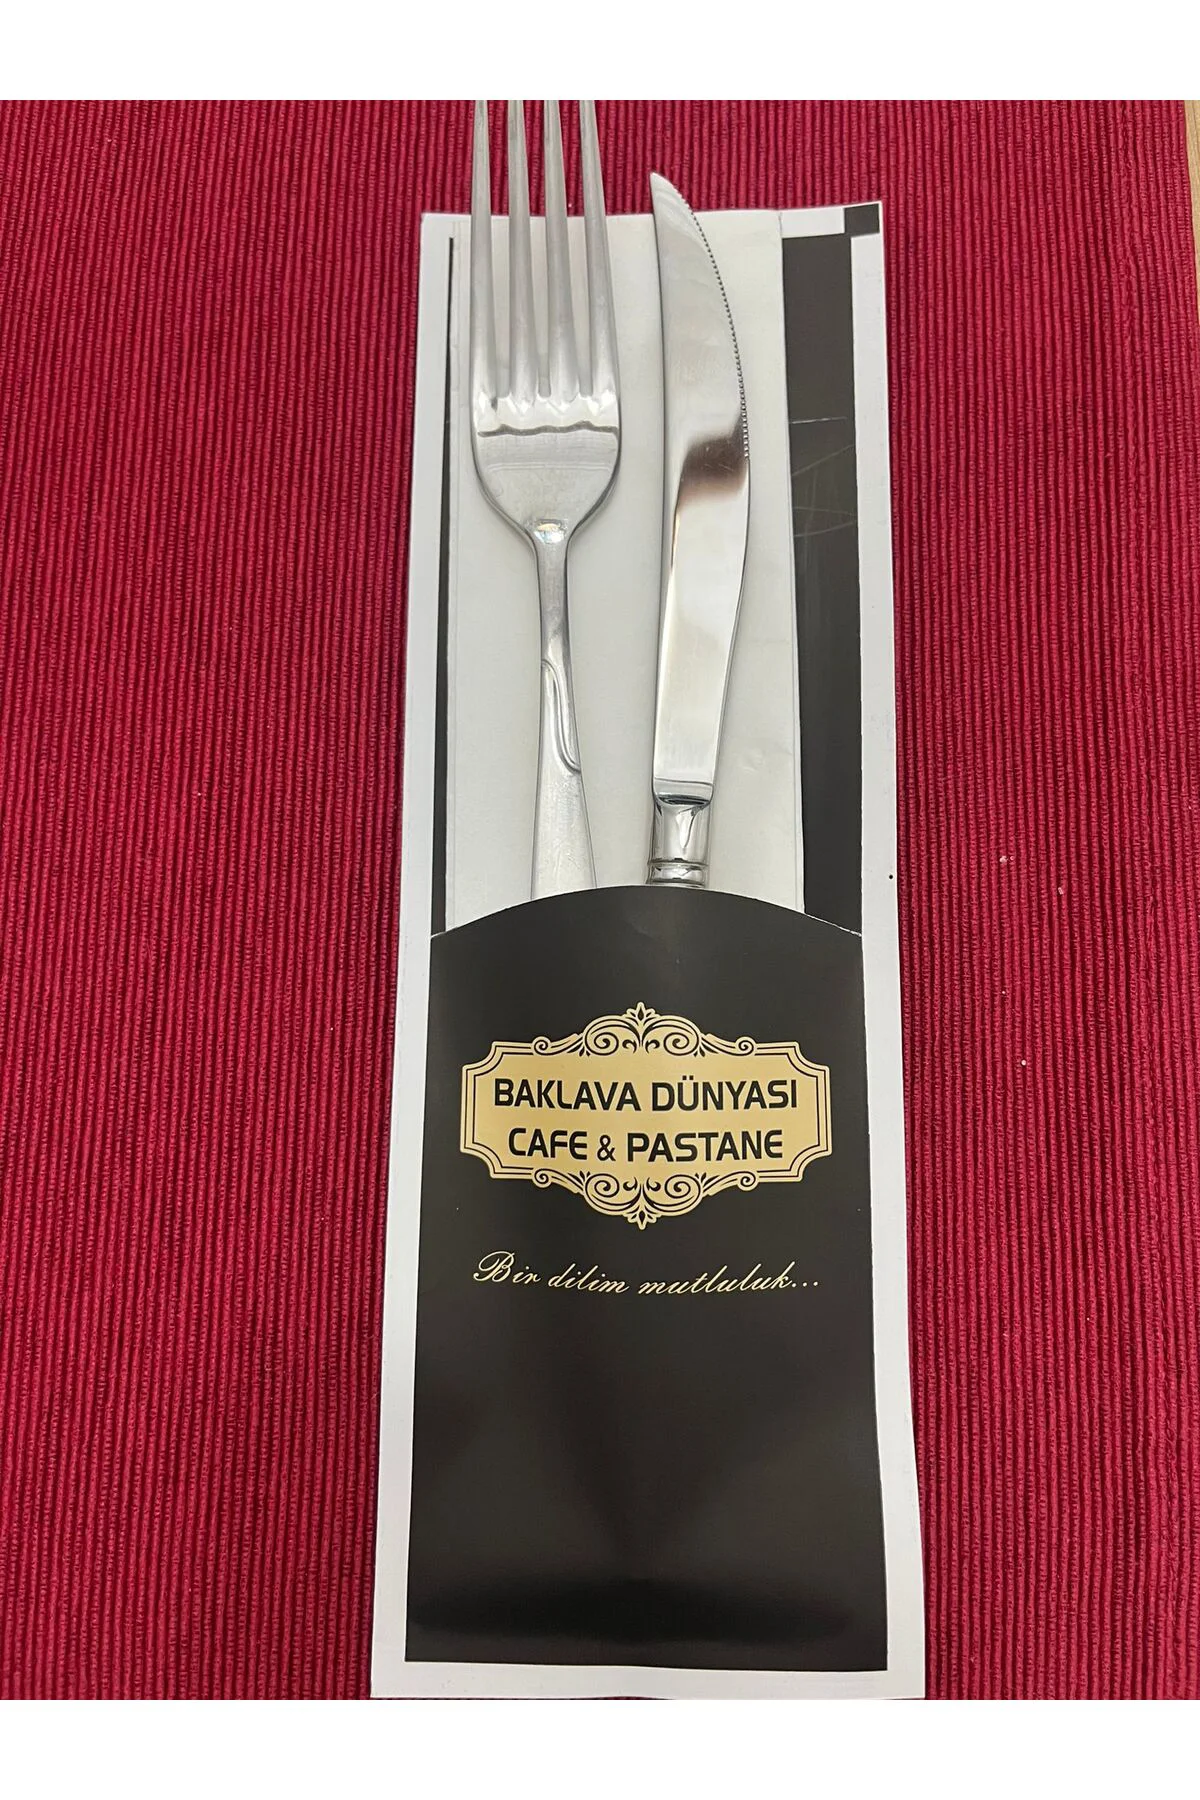 BAKLAVA DÜNYASI
CAFE & PASTANE
Bir dilim mutluluk...